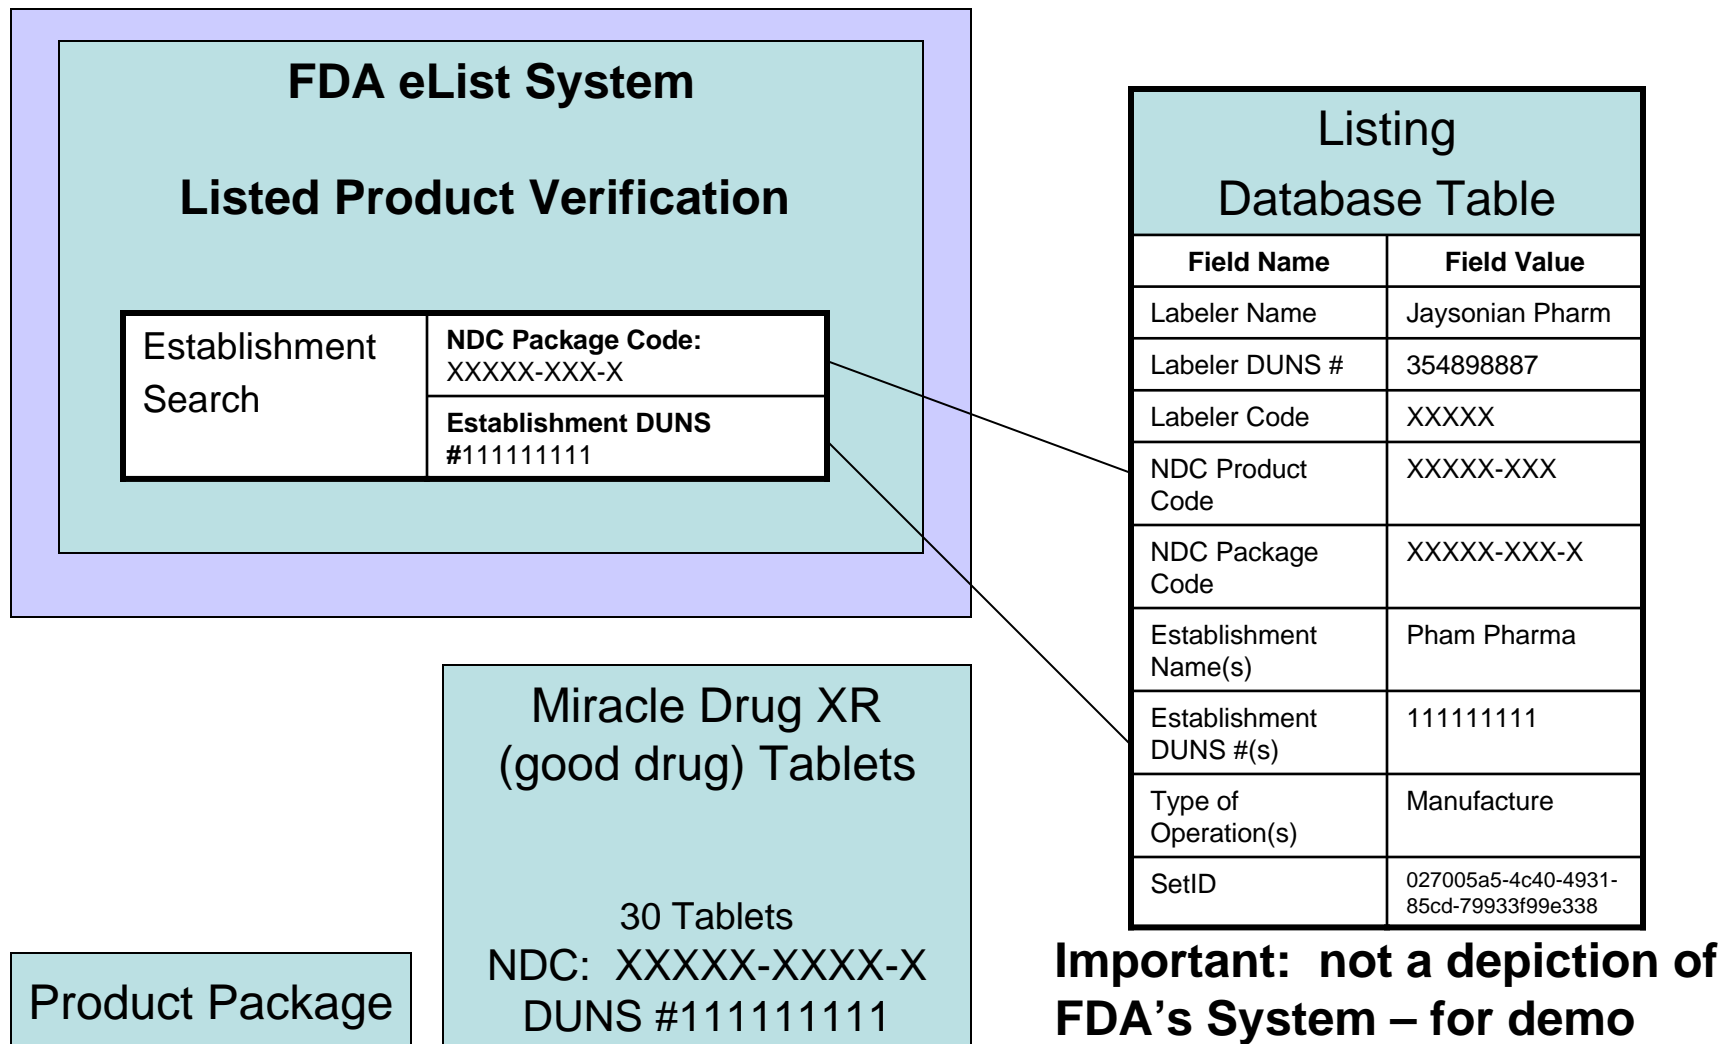 FDA eList System
Listed Product Verification
Establishment
Search
NDC Package Code:
XXXXX-XXX-X
Establishment DUNS
#111111111
Listing
Database Table
Field Name Field Value
Labeler Name Jaysonian Pharm
Labeler DUNS # 354898887
Labeler Code XXXXX
NDC Product
Code
XXXXX-XXX
NDC Package
Code
XXXXX-XXX-X
Establishment
Name(s)
Pham Pharma
Establishment
DUNS #(s)
111111111
Type of
Operation(s)
Manufacture
SetID
027005a5-4c40-4931-
85cd-79933f99e338
Miracle Drug XR
(good drug) Tablets
30 Tablets
NDC: XXXXX-XXXX-X
DUNS #111111111
Product Package
Important: not a depiction of
FDA’s System – for demo